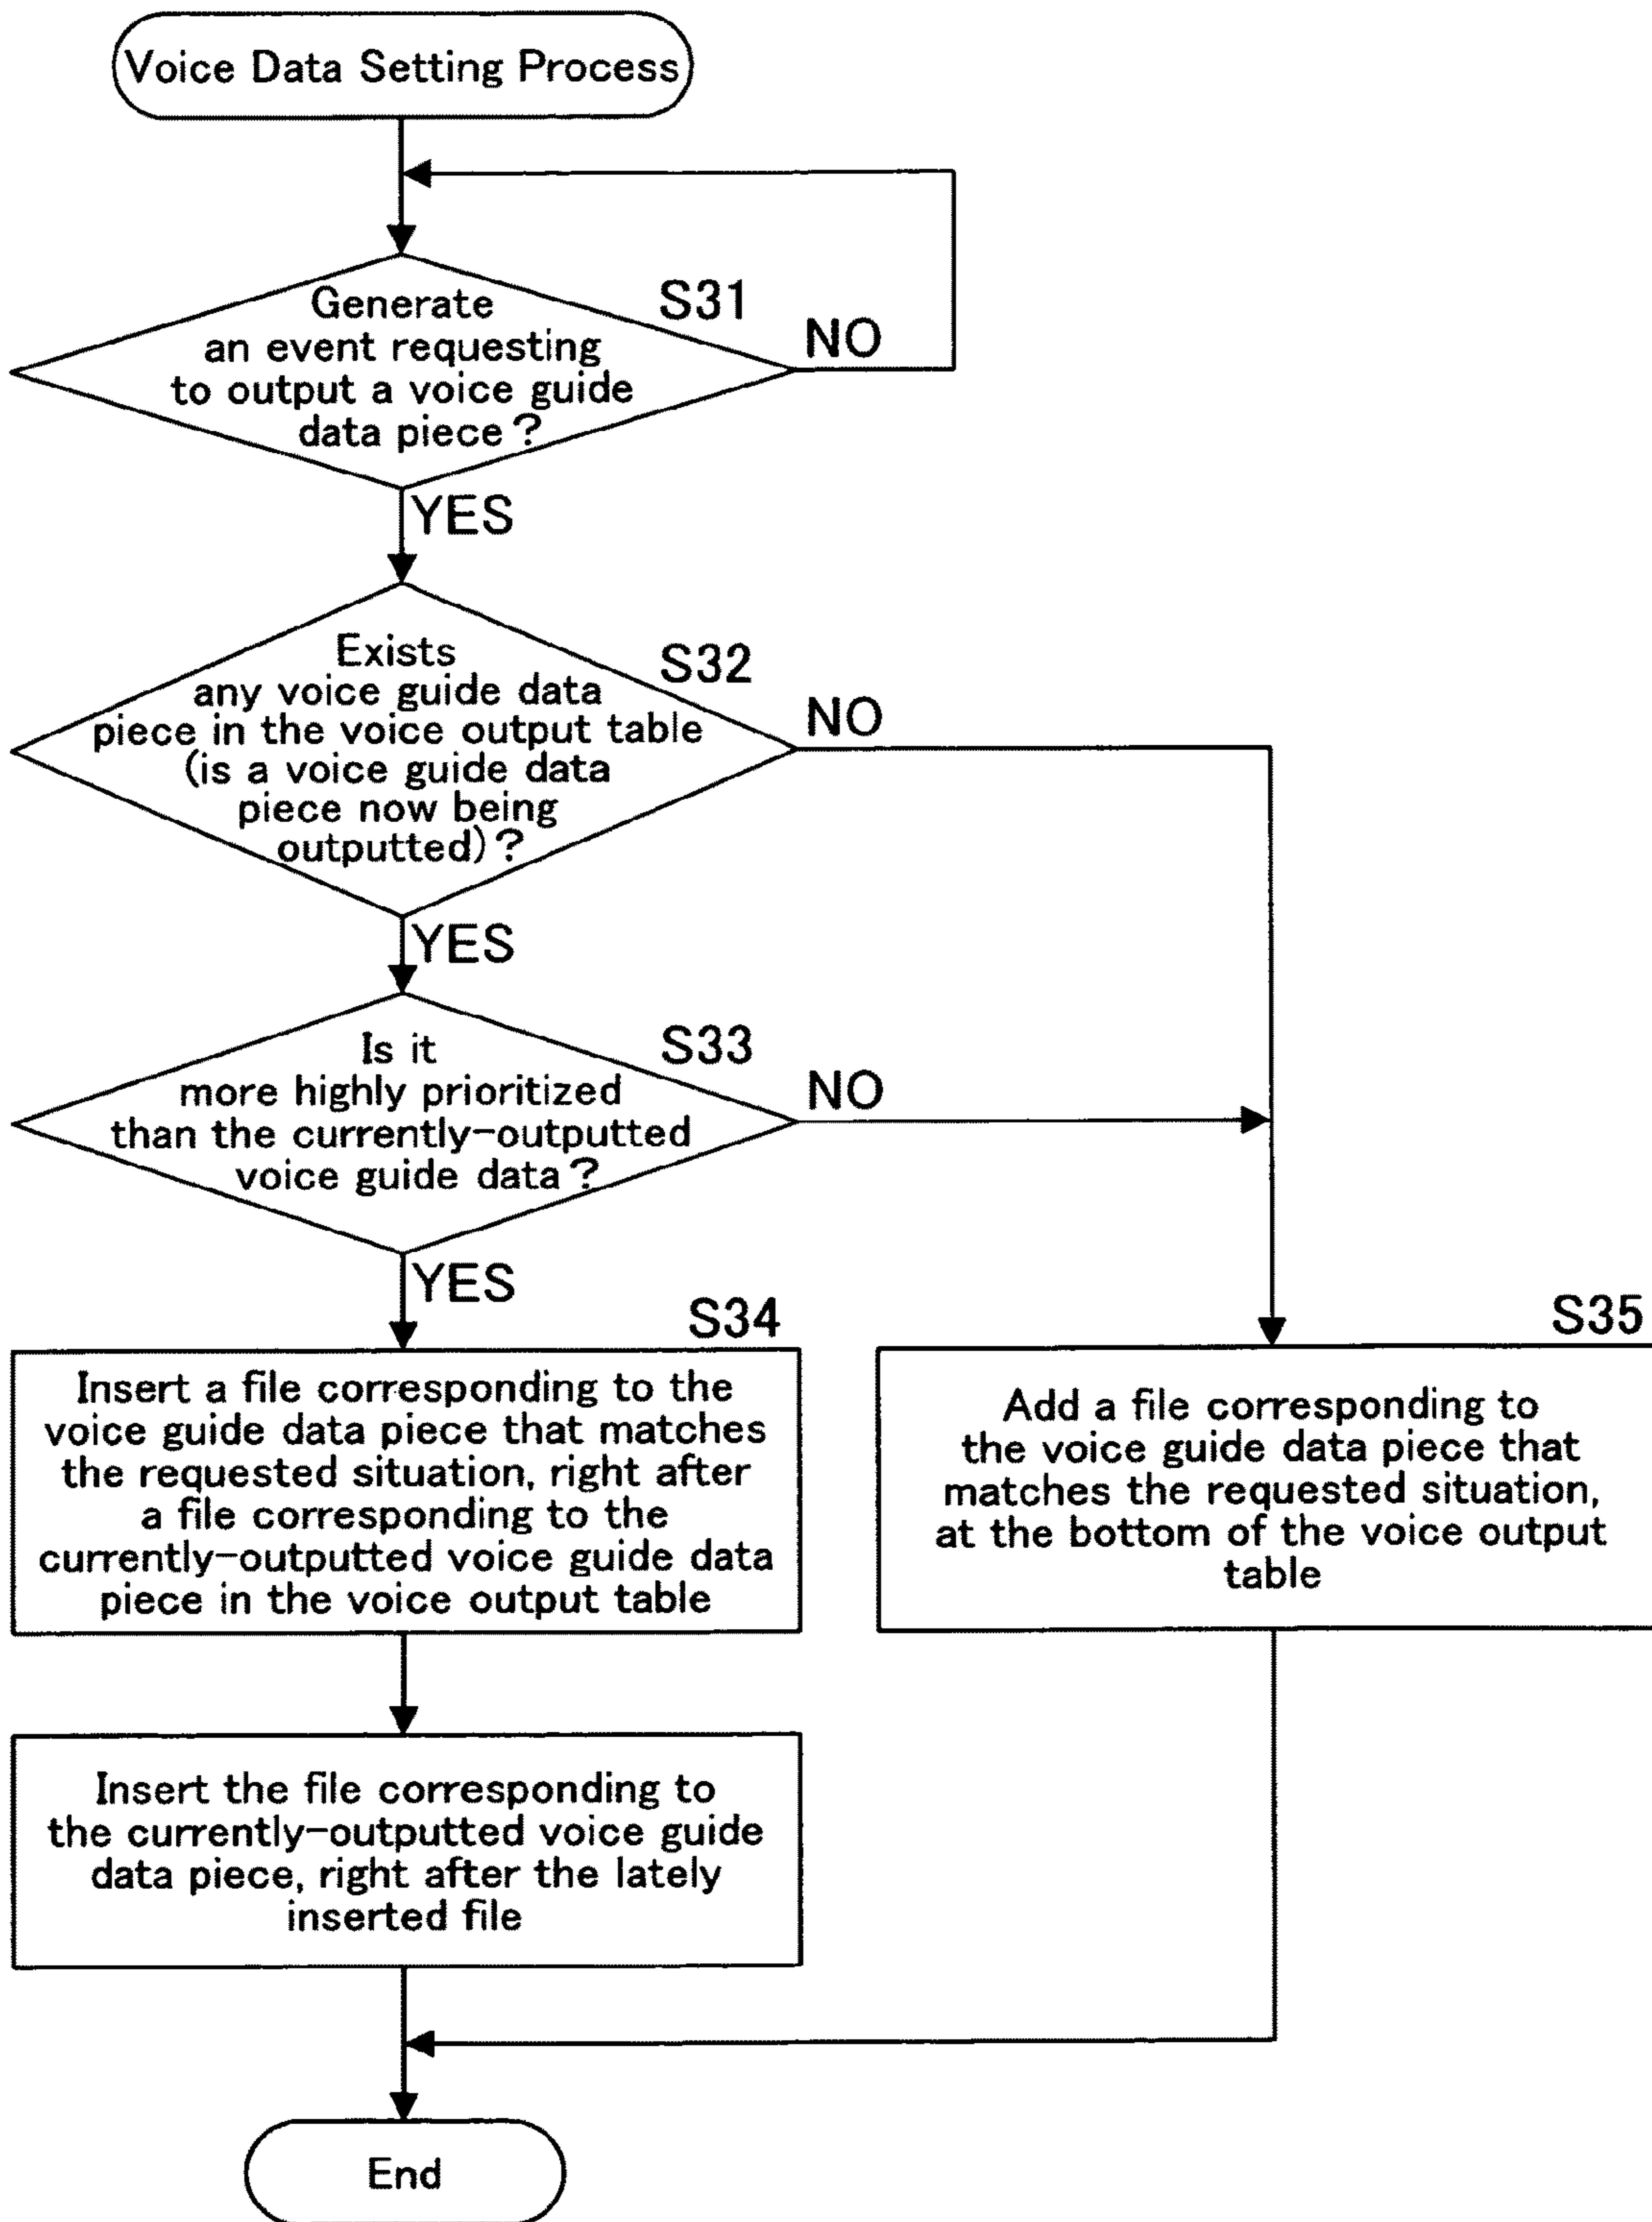 Voice Data Setting Process
Generate
an event requesting
to output a voice guide
data piece?
S31
NO
YES
Exists
any voice guide data
piece in the voice output table
(is a voice guide data
piece now being
outputted)?
S32
NO
YES
Is it
more highly prioritized
than the currently-outputted
voice guide data?
S33
NO
YES
S34
Insert a file corresponding to the
voice guide data piece that matches
the requested situation, right after
a file corresponding to the
currently-outputted voice guide data
piece in the voice output table
S35
Add a file corresponding to
the voice guide data piece that
matches the requested situation,
at the bottom of the voice output
table
Insert the file corresponding to
the currently-outputted voice guide
data piece, right after the lately
inserted file
End